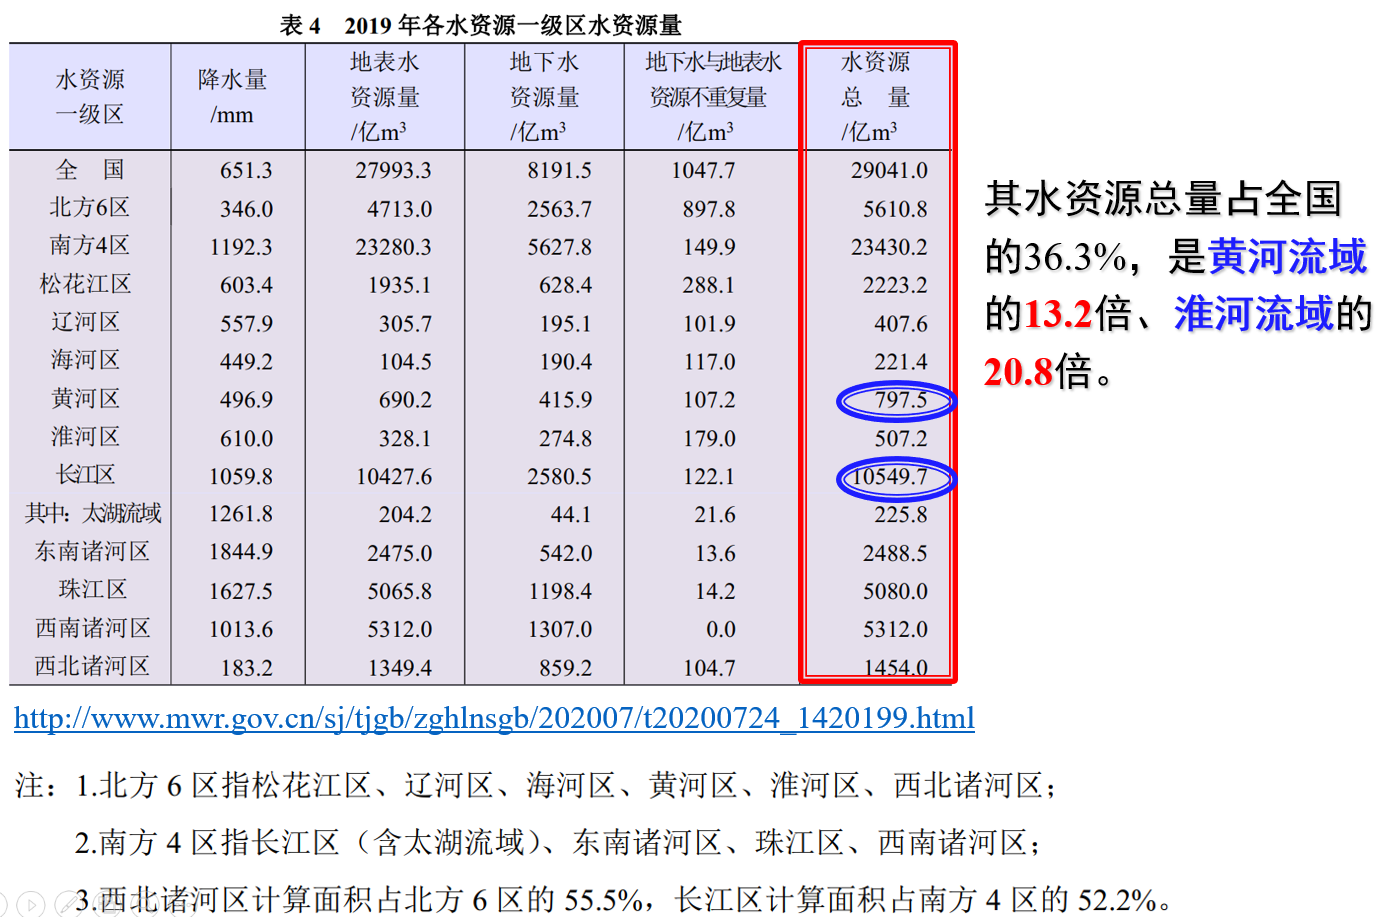 表 4 2019 年各水资源一级区水资源量
水资源 一级区 降水量 /mm 地表水 资源量 /亿m³ 地下水 资源量 /亿m³ 地下水与地表水 资源不重复量 /亿m³ 水资源 总 量 /亿m³
全 国 651.3 27993.3 8191.5 1047.7 29041.0
北方6区 346.0 4713.0 2563.7 897.8 5610.8
南方4区 1192.3 23280.3 5627.8 149.9 23430.2
松花江区 603.4 1935.1 628.4 288.1 2223.2
辽河区 557.9 305.7 195.1 101.9 407.6
海河区 449.2 104.5 190.4 117.0 221.4
黄河区 496.9 690.2 415.9 107.2 797.5
淮河区 610.0 328.1 274.8 179.0 507.2
长江区 1059.8 10427.6 2580.5 122.1 10549.7
其中：太湖流域 1261.8 204.2 44.1 21.6 225.8
东南诸河区 1844.9 2475.0 542.0 13.6 2488.5
珠江区 1627.5 5065.8 1198.4 14.2 5080.0
西南诸河区 1013.6 5312.0 1307.0 0.0 5312.0
西北诸河区 183.2 1349.4 859.2 104.7 1454.0
其水资源总量占全国
的36.3%，是黄河流域
的13.2倍、淮河流域的
20.8倍。
http://www.mwr.gov.cn/sj/tjgb/zghlnsgb/202007/t20200724_1420199.html
注：1.北方 6 区指松花江区、辽河区、海河区、黄河区、淮河区、西北诸河区；
2.南方 4 区指长江区（含太湖流域）、东南诸河区、珠江区、西南诸河区；
3.西北诸河区计算面积占北方 6 区的 55.5%，长江区计算面积占南方 4 区的 52.2%。